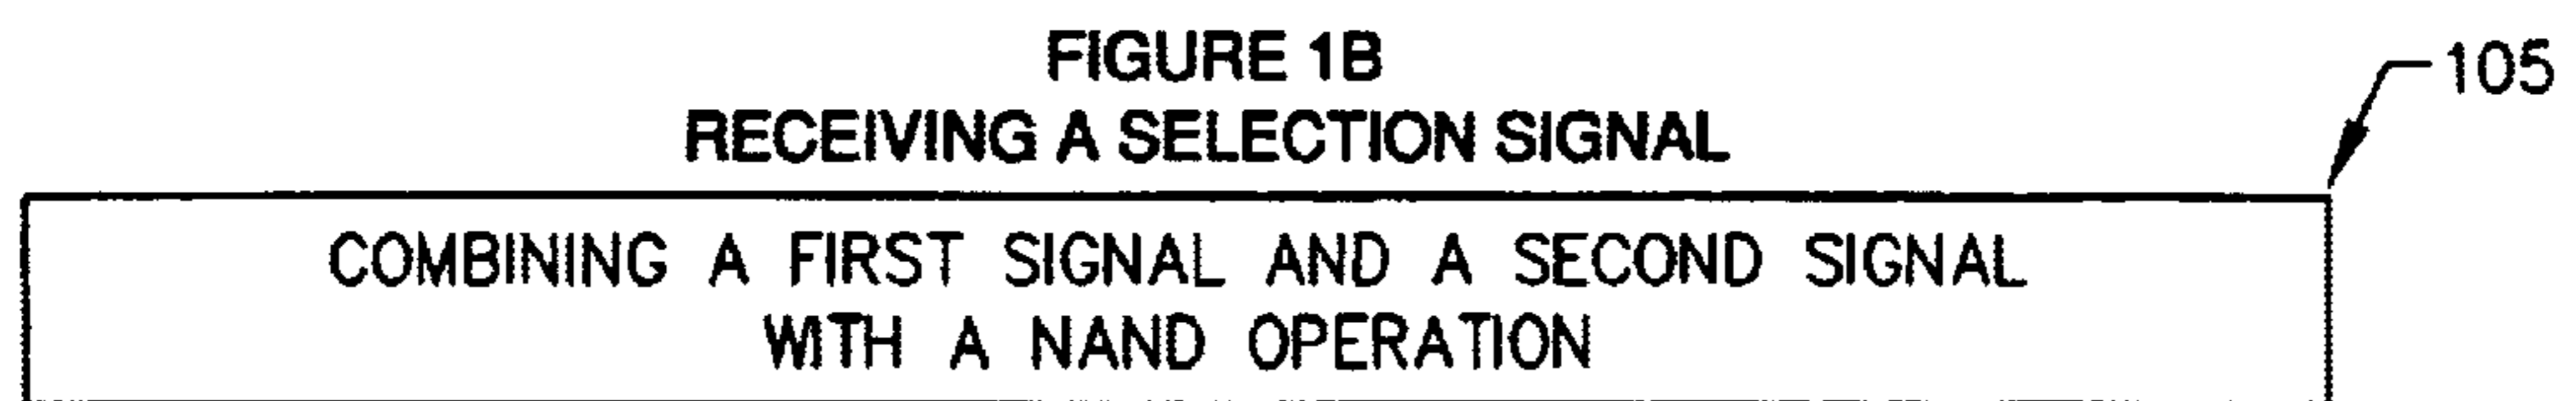 FIGURE 1B
105
RECEIVING A SELECTION SIGNAL
COMBINING A FIRST SIGNAL AND A SECOND SIGNAL
WITH A NAND OPERATION